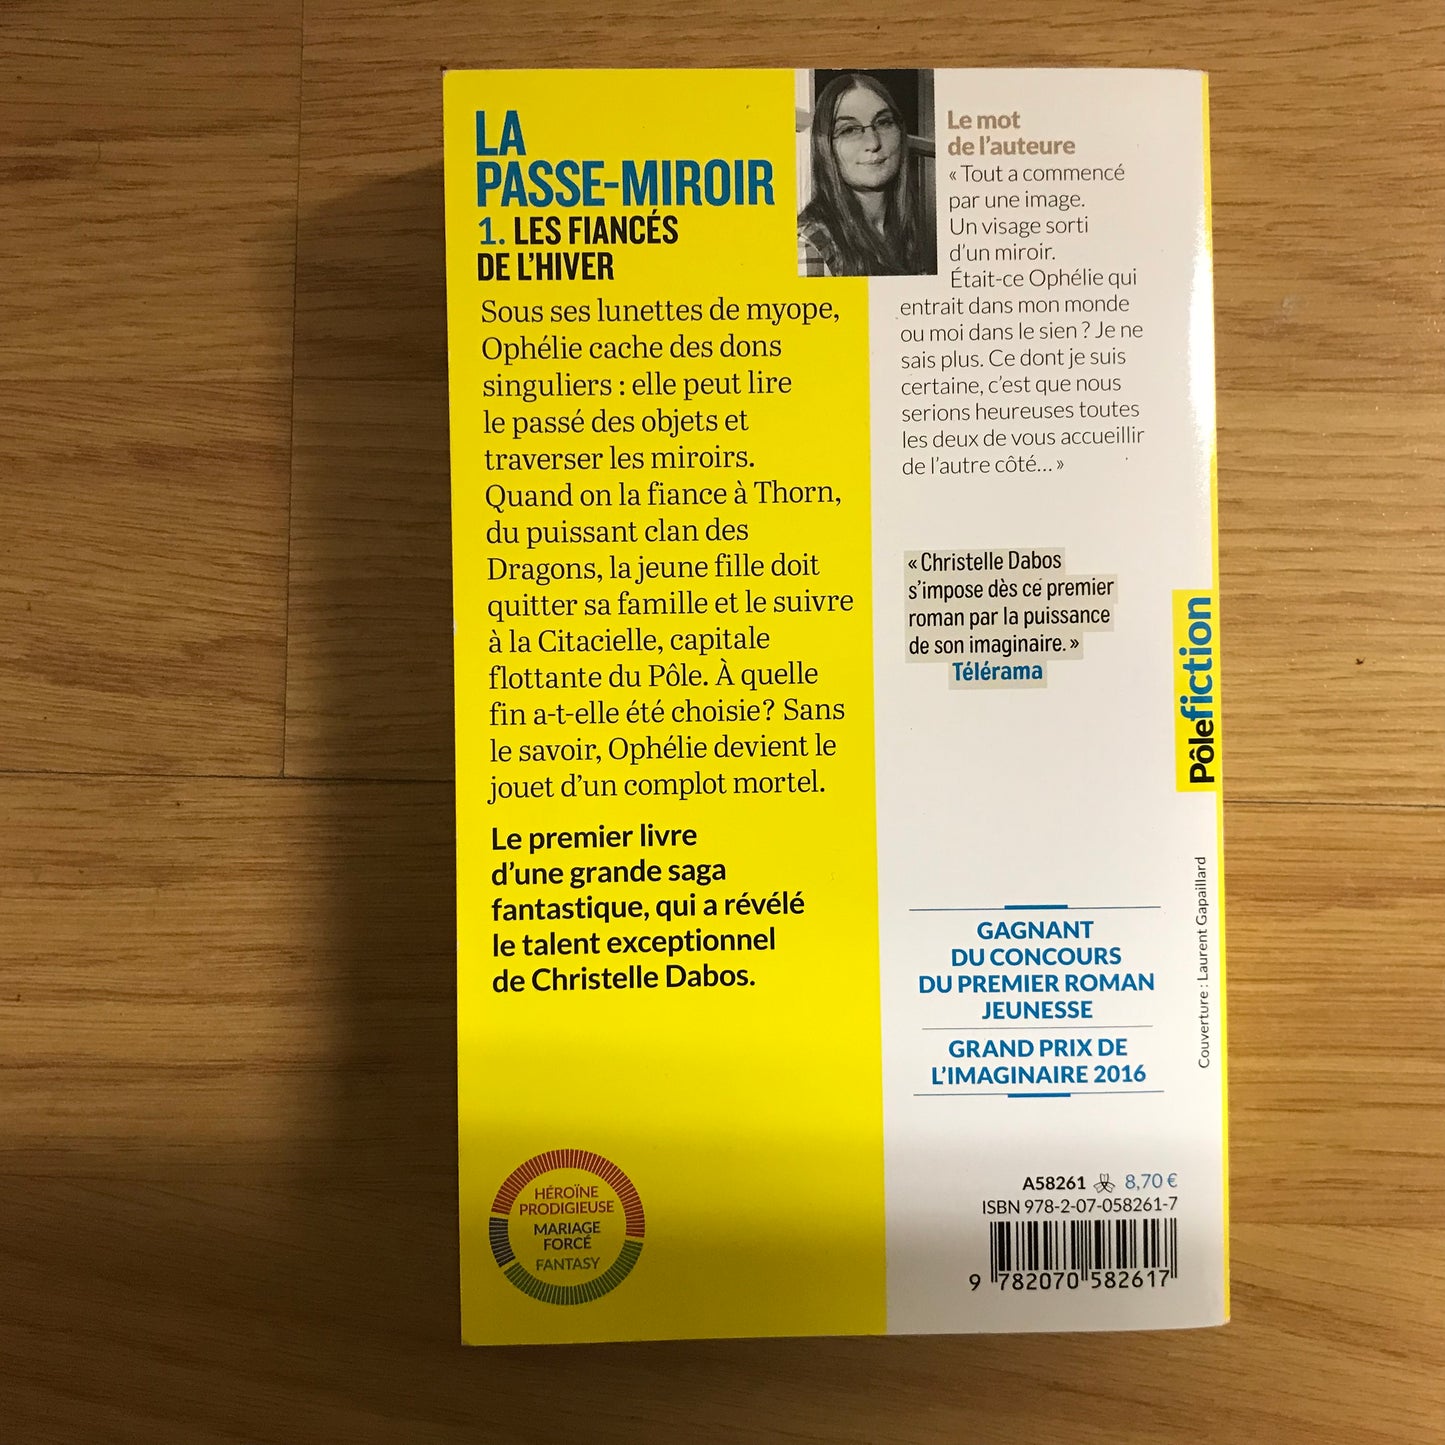 LA
PASSE-MIROIR
1. LES FIANCÉS
DE L'HIVER
Sous ses lunettes de myope,
Ophélie cache des dons
singuliers : elle peut lire
le passé des objets et
traverser les miroirs.
Quand on la fiance à Thorn,
du puissant clan des
Dragons, la jeune fille doit
quitter sa famille et le suivre
à la Citacielle, capitale
flottante du Pôle. À quelle
fin a-t-elle été choisie ? Sans
le savoir, Ophélie devient le
jouet d'un complot mortel.
Le premier livre
d'une grande saga
fantastique, qui a révélé
le talent exceptionnel
de Christelle Dabos.
HÉROÏNE
PRODIGIEUSE
MARIAGE
FORCÉ
FANTASY
Le mot
de l'auteure
« Tout a commencé
par une image.
Un visage sorti
d'un miroir.
Était-ce Ophélie qui
entrait dans mon monde
ou moi dans le sien ? Je ne
sais plus. Ce dont je suis
certaine, c'est que nous
serions heureuses toutes
les deux de vous accueillir
de l'autre côté... »
« Christelle Dabos
s'impose dès ce premier
roman par la puissance
de son imaginaire. »
Télérama
GAGNANT
DU CONCOURS
DU PREMIER ROMAN
JEUNESSE
GRAND PRIX DE
L'IMAGINAIRE 2016
A58261 8,70 €
ISBN 978-2-07-058261-7
9 782070 582617
Pôlefiction
Couverture : Laurent Gapaillard